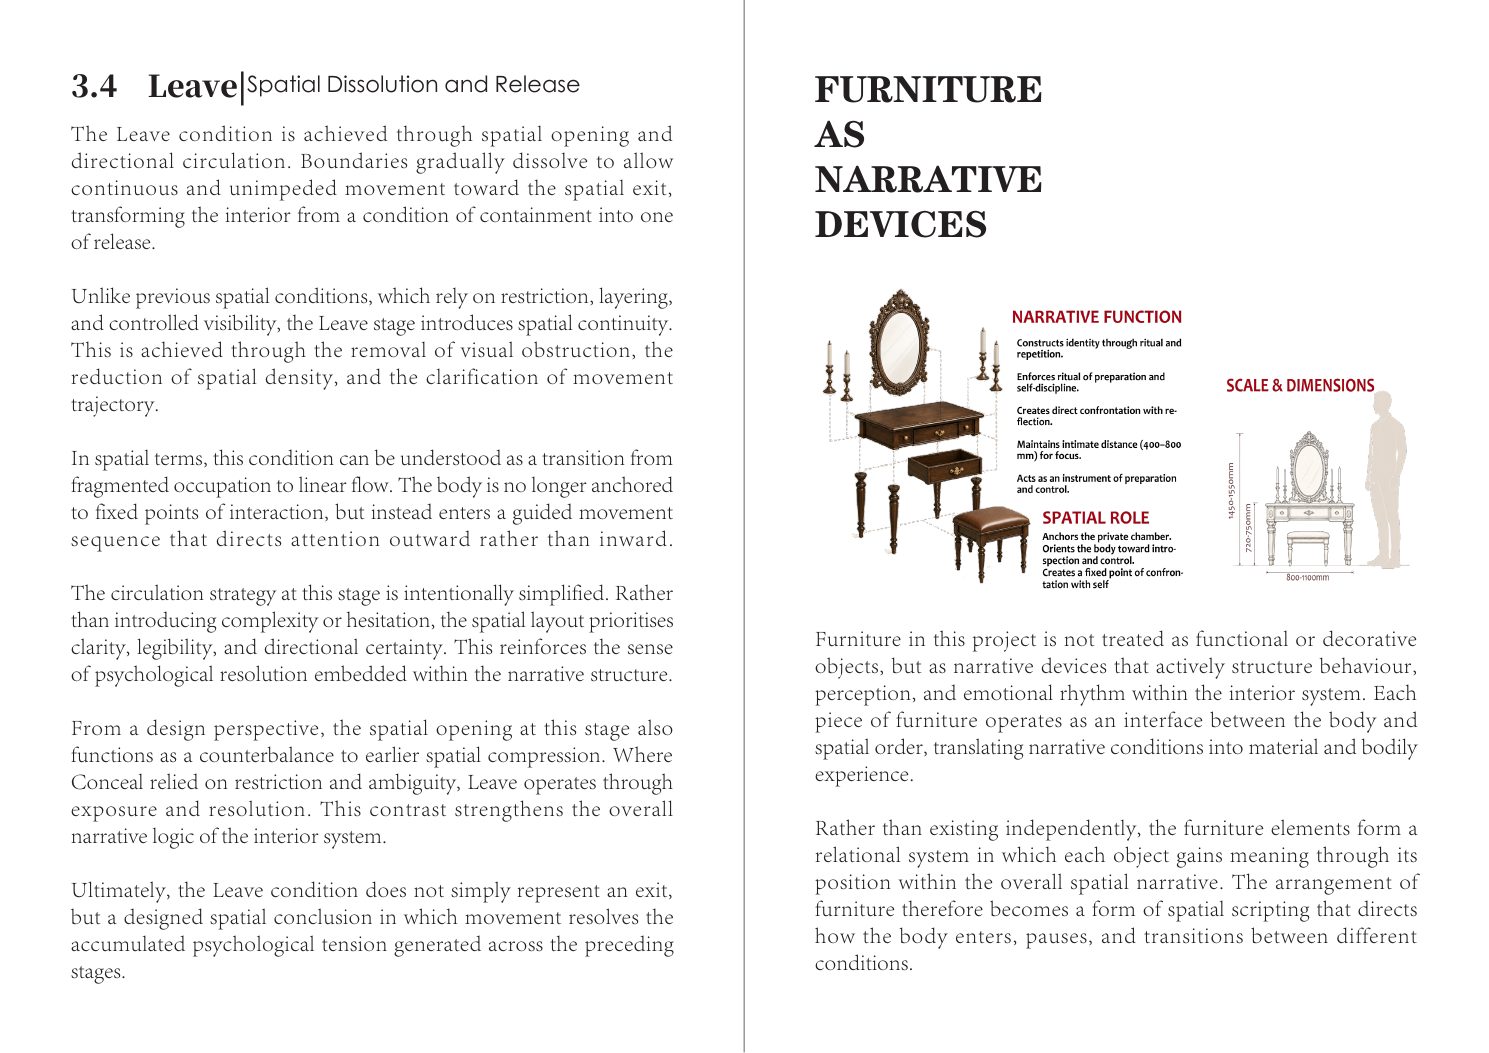 3.4 Leave|Spatial Dissolution and Release
The Leave condition is achieved through spatial opening and
directional circulation. Boundaries gradually dissolve to allow
continuous and unimpeded movement toward the spatial exit,
transforming the interior from a condition of containment into one
of release.
Unlike previous spatial conditions, which rely on restriction, layering,
and controlled visibility, the Leave stage introduces spatial continuity.
This is achieved through the removal of visual obstruction, the
reduction of spatial density, and the clarification of movement
trajectory.
In spatial terms, this condition can be understood as a transition from
fragmented occupation to linear flow. The body is no longer anchored
to fixed points of interaction, but instead enters a guided movement
sequence that directs attention outward rather than inward.
The circulation strategy at this stage is intentionally simplified. Rather
than introducing complexity or hesitation, the spatial layout prioritises
clarity, legibility, and directional certainty. This reinforces the sense
of psychological resolution embedded within the narrative structure.
From a design perspective, the spatial opening at this stage also
functions as a counterbalance to earlier spatial compression. Where
Conceal relied on restriction and ambiguity, Leave operates through
exposure and resolution. This contrast strengthens the overall
narrative logic of the interior system.
Ultimately, the Leave condition does not simply represent an exit,
but a designed spatial conclusion in which movement resolves the
accumulated psychological tension generated across the preceding
stages.
FURNITURE
AS
NARRATIVE
DEVICES
NARRATIVE FUNCTION
Constructs identity through ritual and
repetition.
Enforces ritual of preparation and
self-discipline.
Creates direct confrontation with re-
flection.
Maintains intimate distance (400–800
mm) for focus.
Acts as an instrument of preparation
and control.
SPATIAL ROLE
Anchors the private chamber.
Orients the body toward intro-
spection and control.
Creates a fixed point of confron-
tation with self
SCALE & DIMENSIONS
1450-1550mm
720-750mm
800-1100mm
Furniture in this project is not treated as functional or decorative
objects, but as narrative devices that actively structure behaviour,
perception, and emotional rhythm within the interior system. Each
piece of furniture operates as an interface between the body and
spatial order, translating narrative conditions into material and bodily
experience.
Rather than existing independently, the furniture elements form a
relational system in which each object gains meaning through its
position within the overall spatial narrative. The arrangement of
furniture therefore becomes a form of spatial scripting that directs
how the body enters, pauses, and transitions between different
conditions.